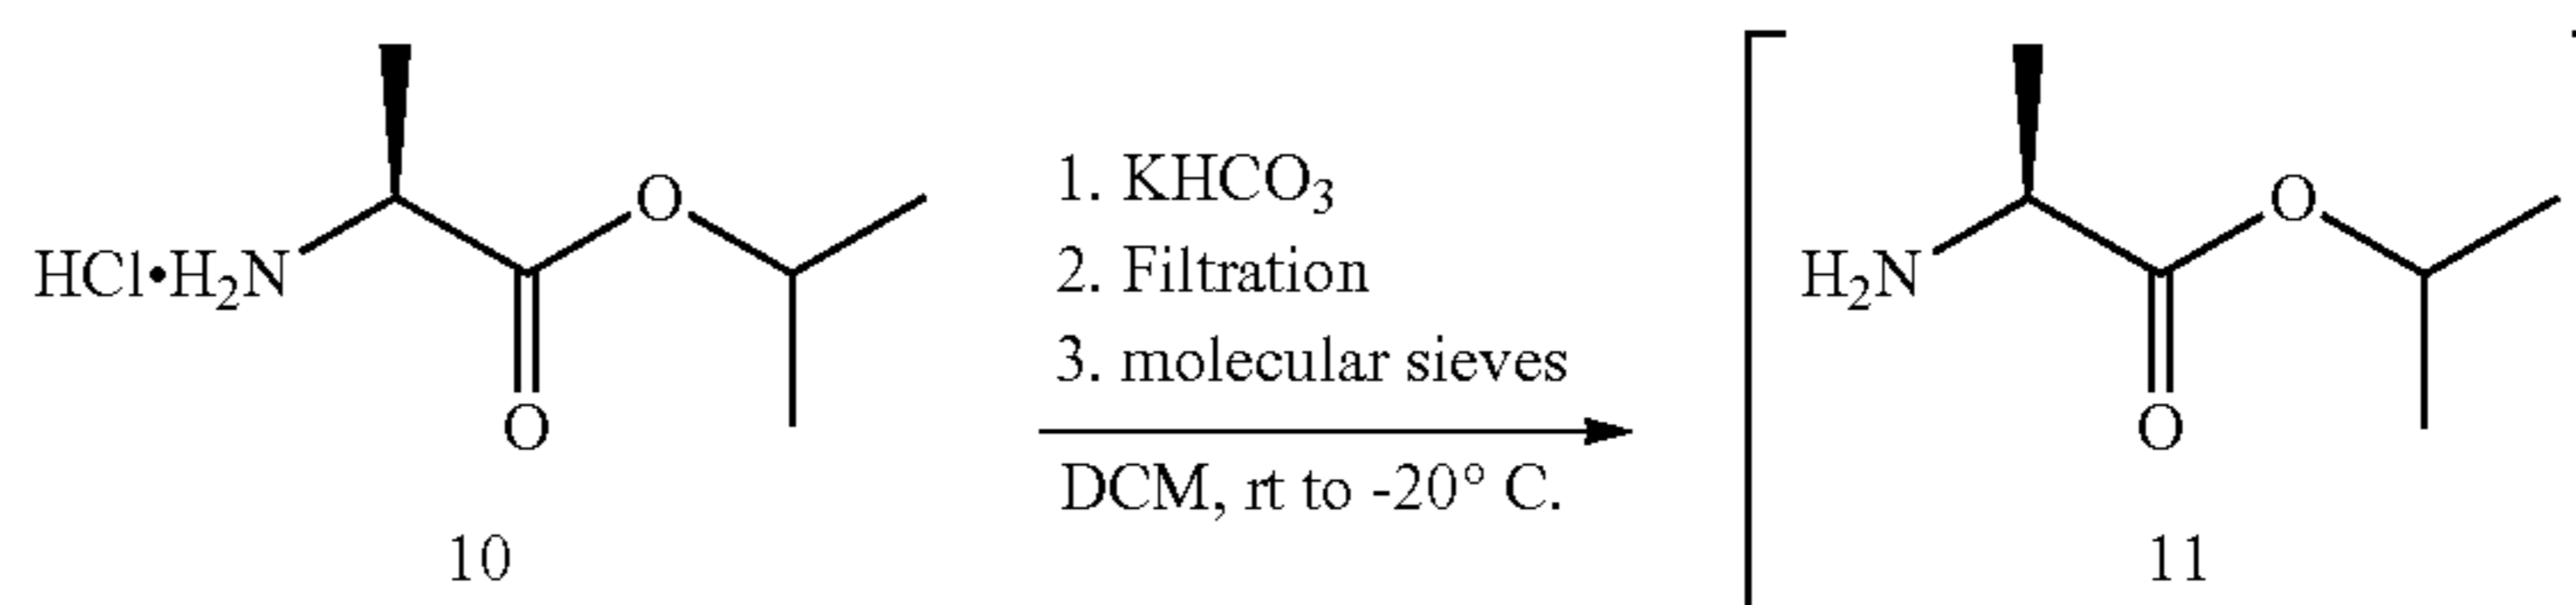 1. KHCO₃
2. Filtration
3. molecular sieves
DCM, rt to -20° C.
HCl•H₂N
O
O
10
H₂N
O
O
11